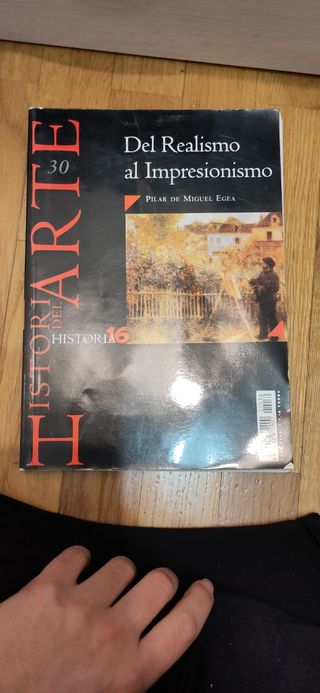 HISTORIA
DEL
ARTE
30
Del Realismo
al Impresionismo
PILAR DE MIGUEL EGEA
HISTORIA 16